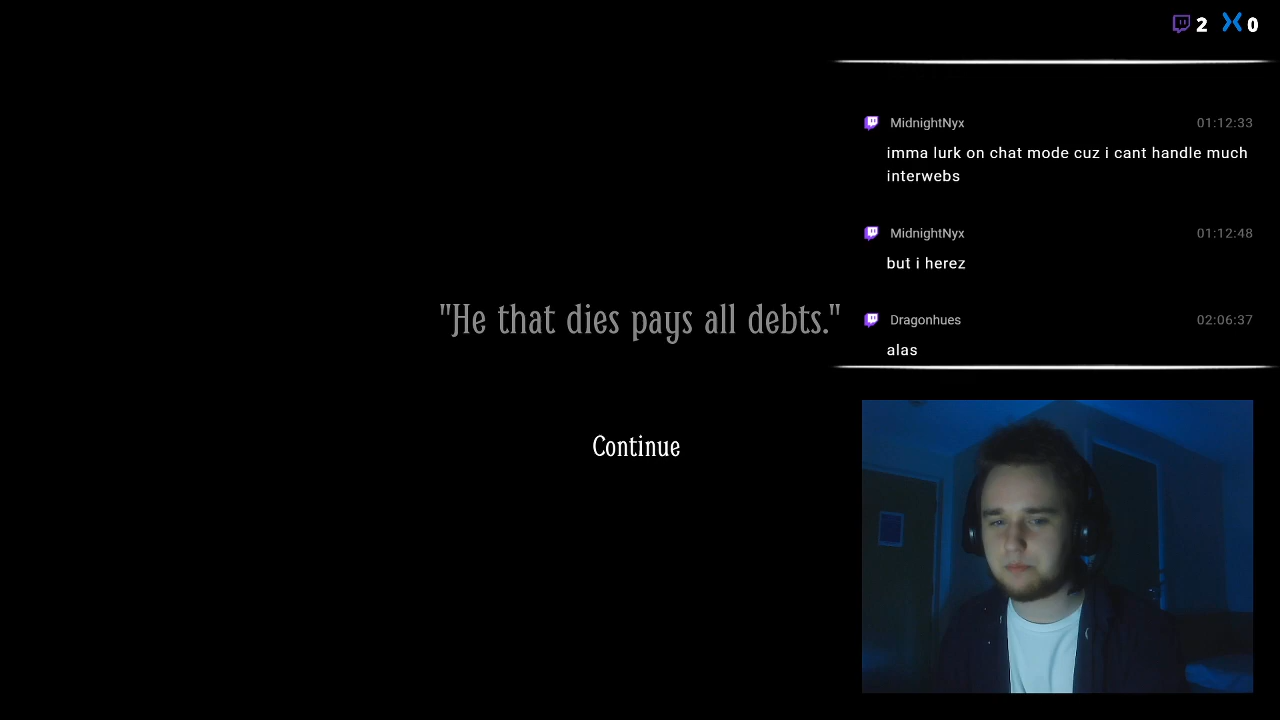 2 0
MidnightNyx 01:12:33
imma lurk on chat mode cuz i cant handle much
interwebs
MidnightNyx 01:12:48
but i herez
"He that dies pays all debts."
Dragonhues 02:06:37
alas
Continue